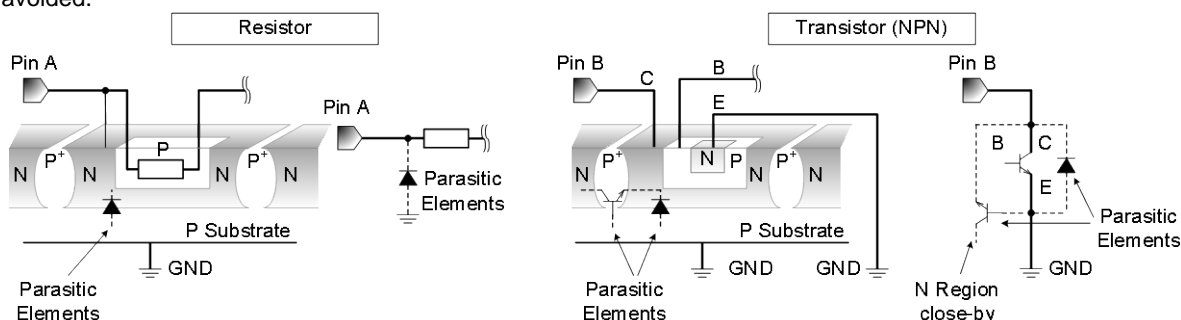 avoided.
Resistor
Transistor (NPN)
Pin A
Pin A
P
N
P+
N
P+
N
N
Parasitic
Elements
P Substrate
GND
Parasitic
Elements
Pin B
C
B
E
N
P+
N
N
P
P+
N
P Substrate
GND
GND
Parasitic
Elements
Pin B
B
C
E
Parasitic
Elements
GND
N Region
close-by